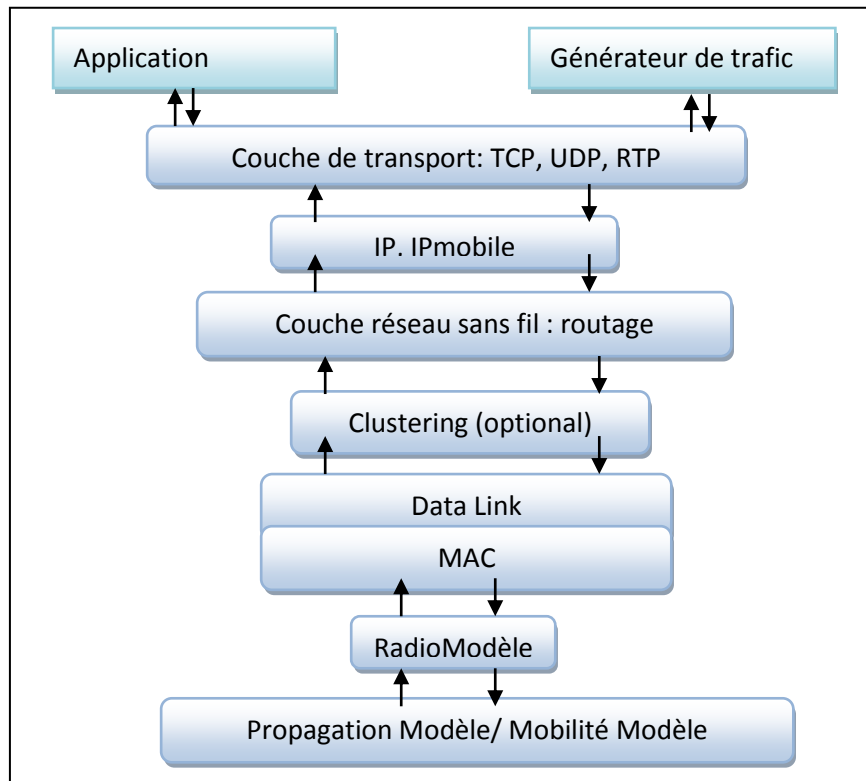 Application
Générateur de trafic
Couche de transport: TCP, UDP, RTP
IP. IPmobile
Couche réseau sans fil : routage
Clustering (optional)
Data Link
MAC
RadioModèle
Propagation Modèle/ Mobilité Modèle